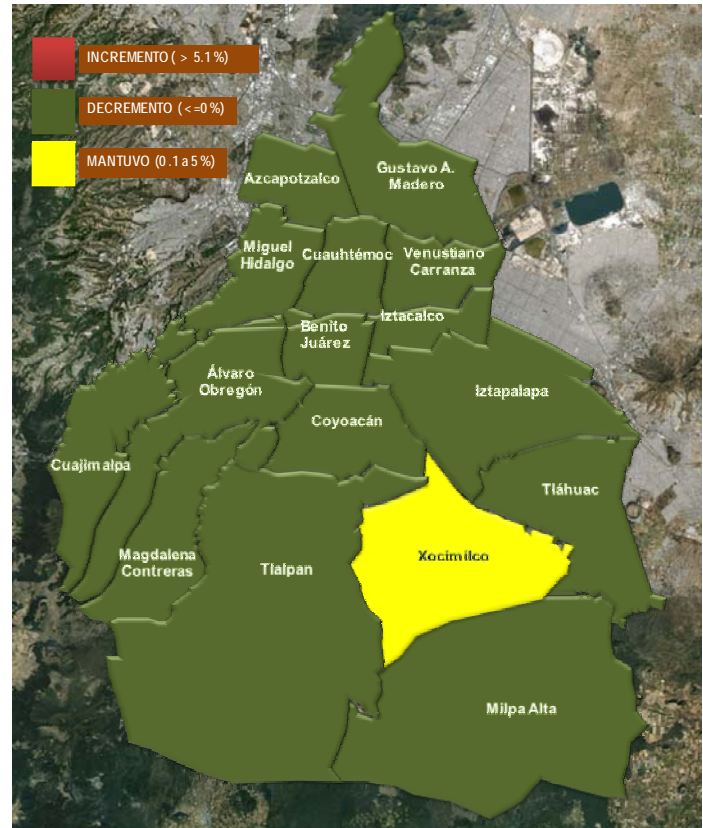 INCREMENTO ( > 5.1%)
DECREMENTO (<=0%)
MANTUVO (0.1 a 5%)
Gustavo A.
Madero
Azcapotzalco
Miguel
Hidalgo
Cuauhtémoc
Venustiano
Carranza
Iztacalco
Benito
Juárez
Álvaro
Obregón
Iztapalapa
Coyoacán
Cuajimalpa
Tláhuac
Magdalena
Contreras
Tlalpan
Xocimilco
Milpa Alta